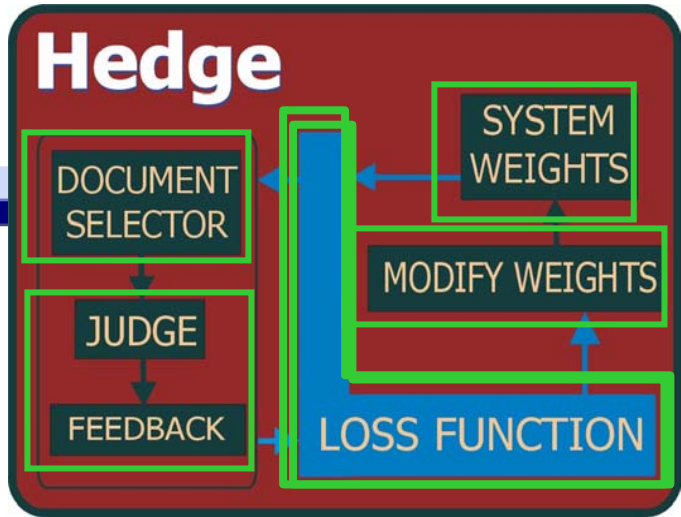 Hedge
DOCUMENT
SELECTOR
JUDGE
FEEDBACK
SYSTEM
WEIGHTS
MODIFY WEIGHTS
LOSS FUNCTION